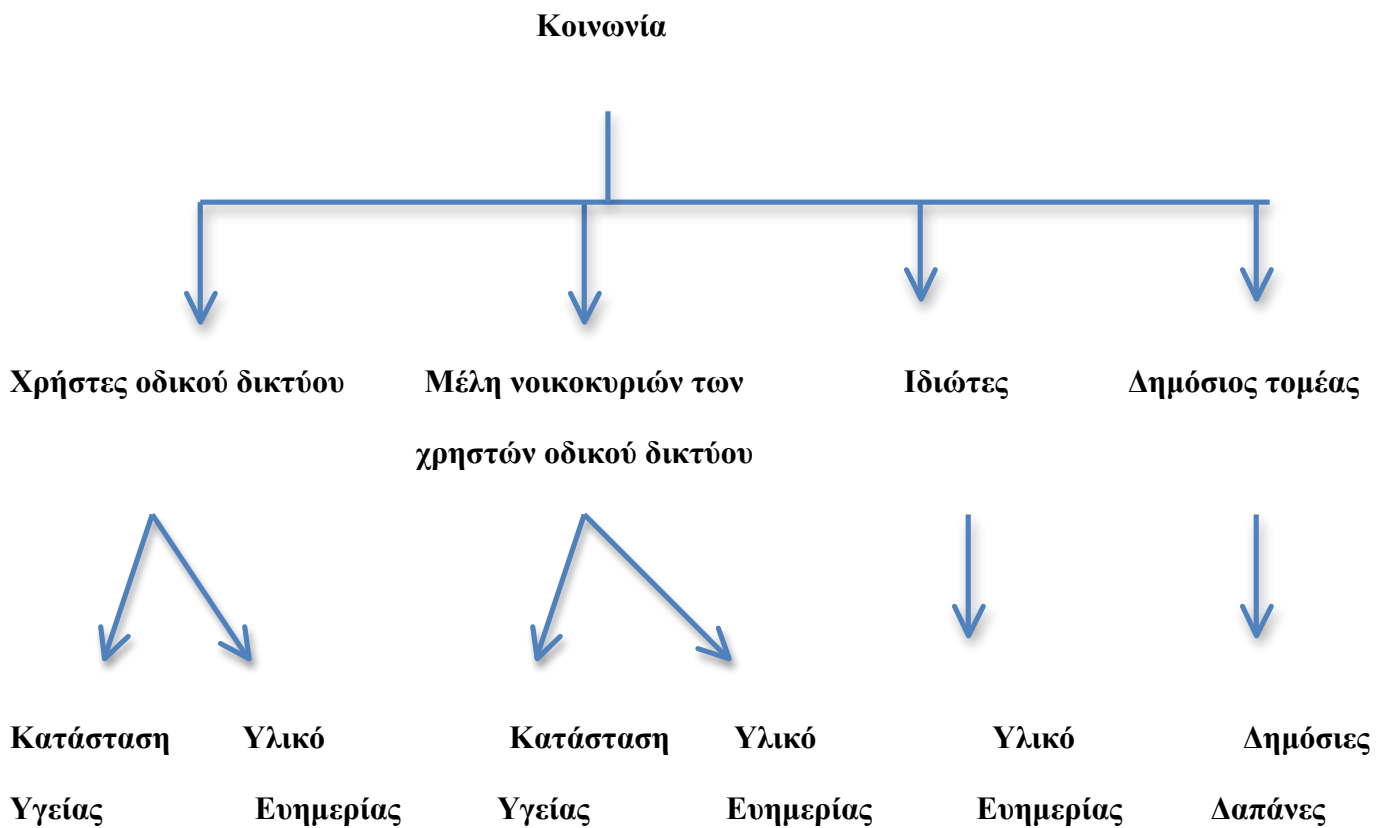 Κοινωνία
Χρήστες οδικού δικτύου Μέλη νοικοκυριών των Ιδιώτες Δημόσιος τομέας
χρηστών οδικού δικτύου
Κατάσταση Υλικό Κατάσταση Υλικό Υλικό Δημόσιες
Υγείας Ευημερίας Υγείας Ευημερίας Ευημερίας Δαπάνες